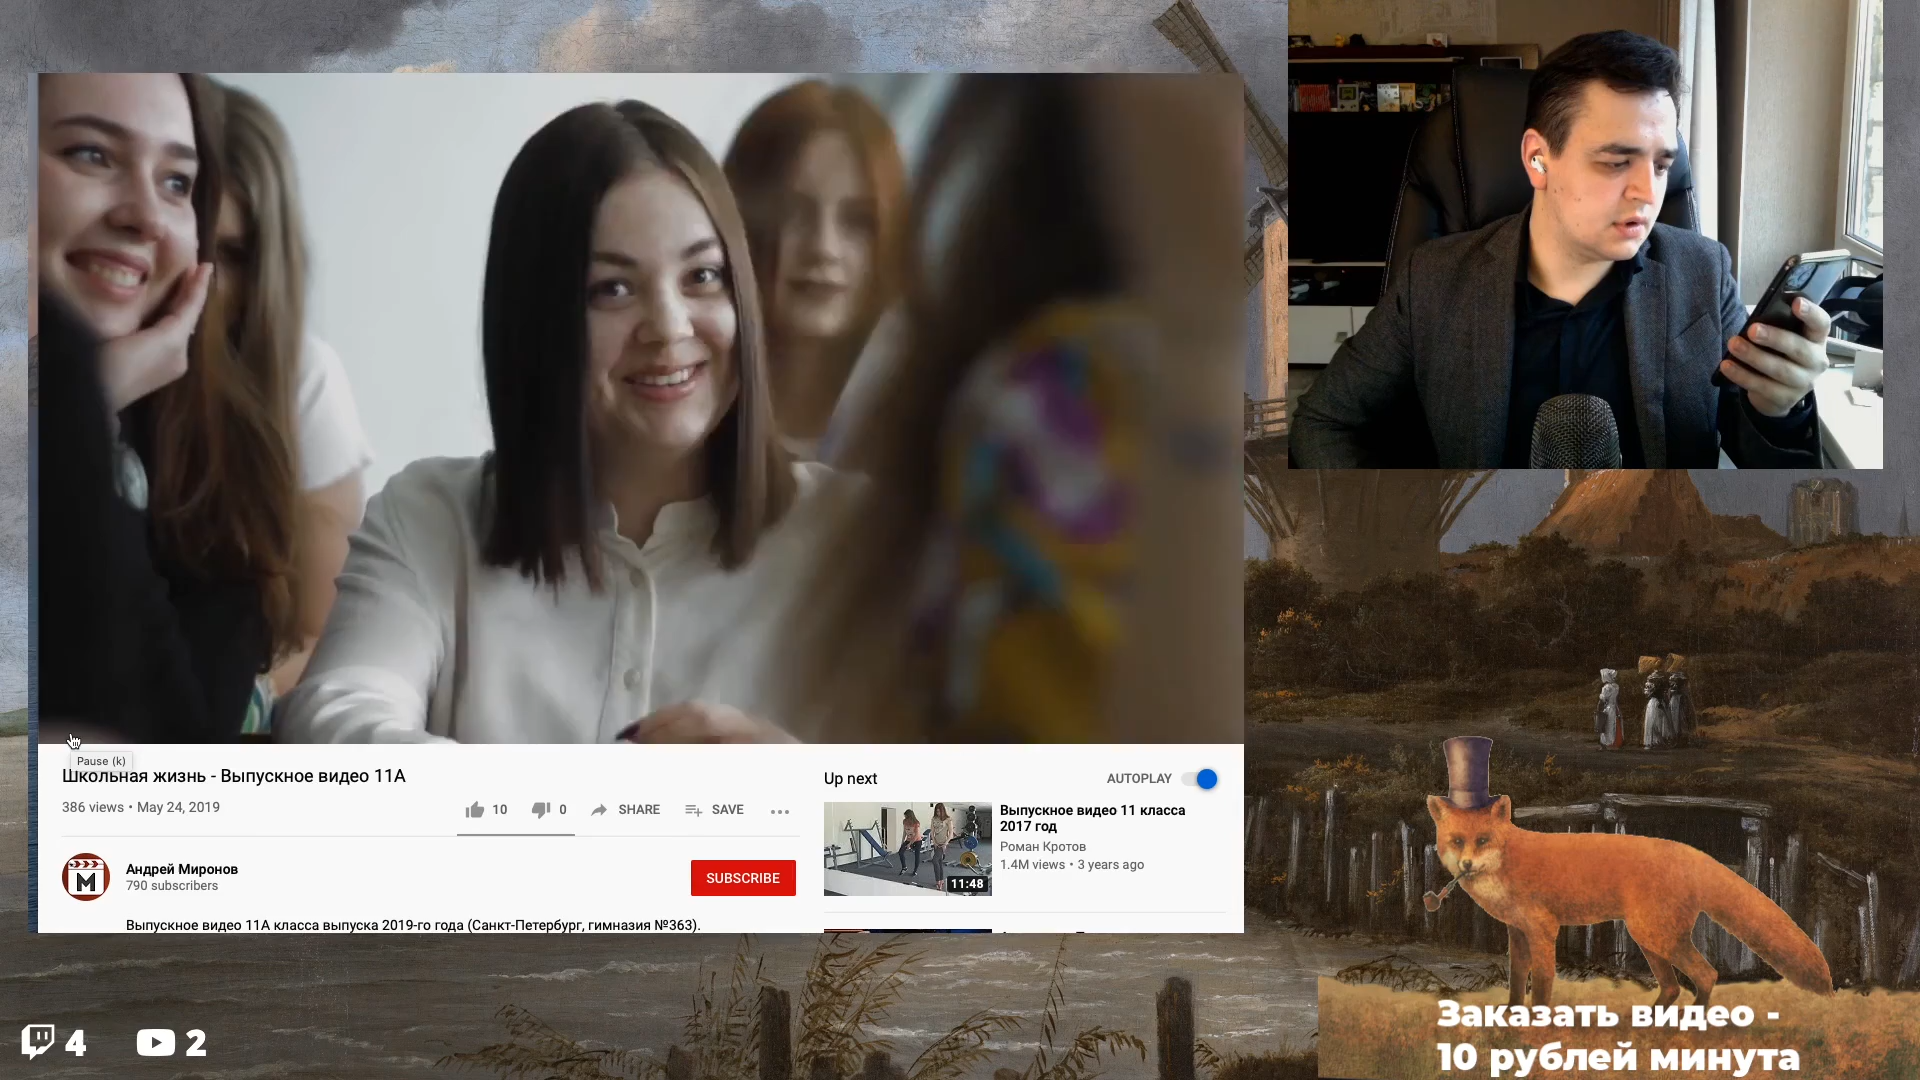 Pause (k)
Школьная жизнь - Выпускное видео 11А
386 views • May 24, 2019
10
0
SHARE
SAVE
Андрей Миронов
790 subscribers
SUBSCRIBE
Выпускное видео 11А класса выпуска 2019-го года (Санкт-Петербург, гимназия №363).
Up next
AUTOPLAY
Выпускное видео 11 класса
2017 год
Роман Кротов
1.4M views • 3 years ago
11:48
4
2
Заказать видео -
10 рублей минута